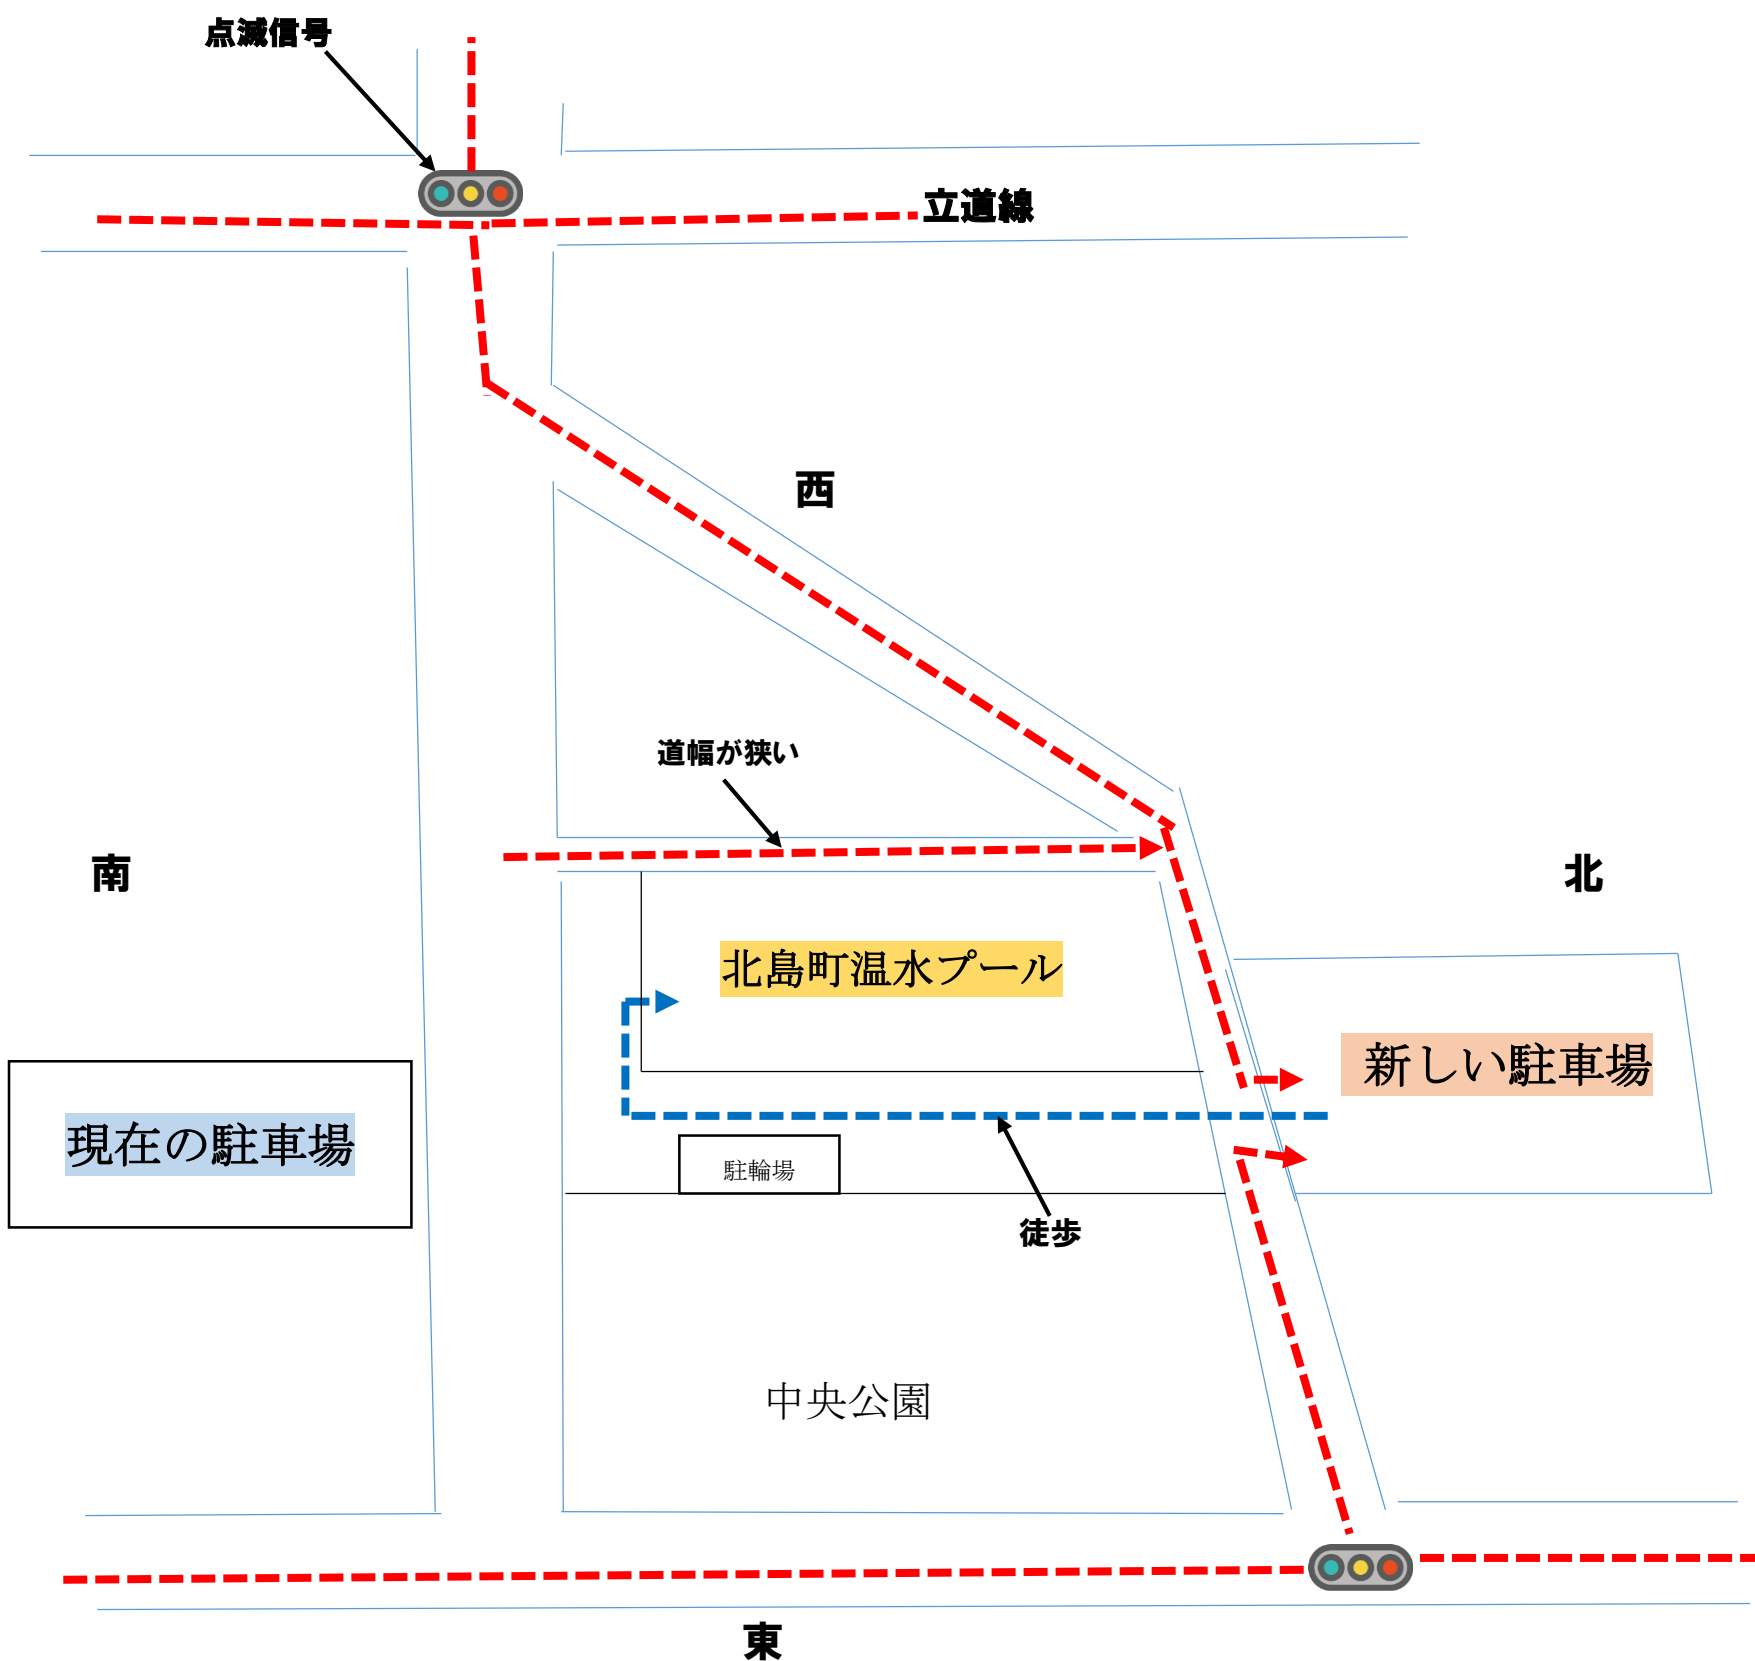 点滅信号
立道線
西
道幅が狭い
南
北
北島町温水プール
新しい駐車場
現在の駐車場
駐輪場
徒歩
中央公園
東